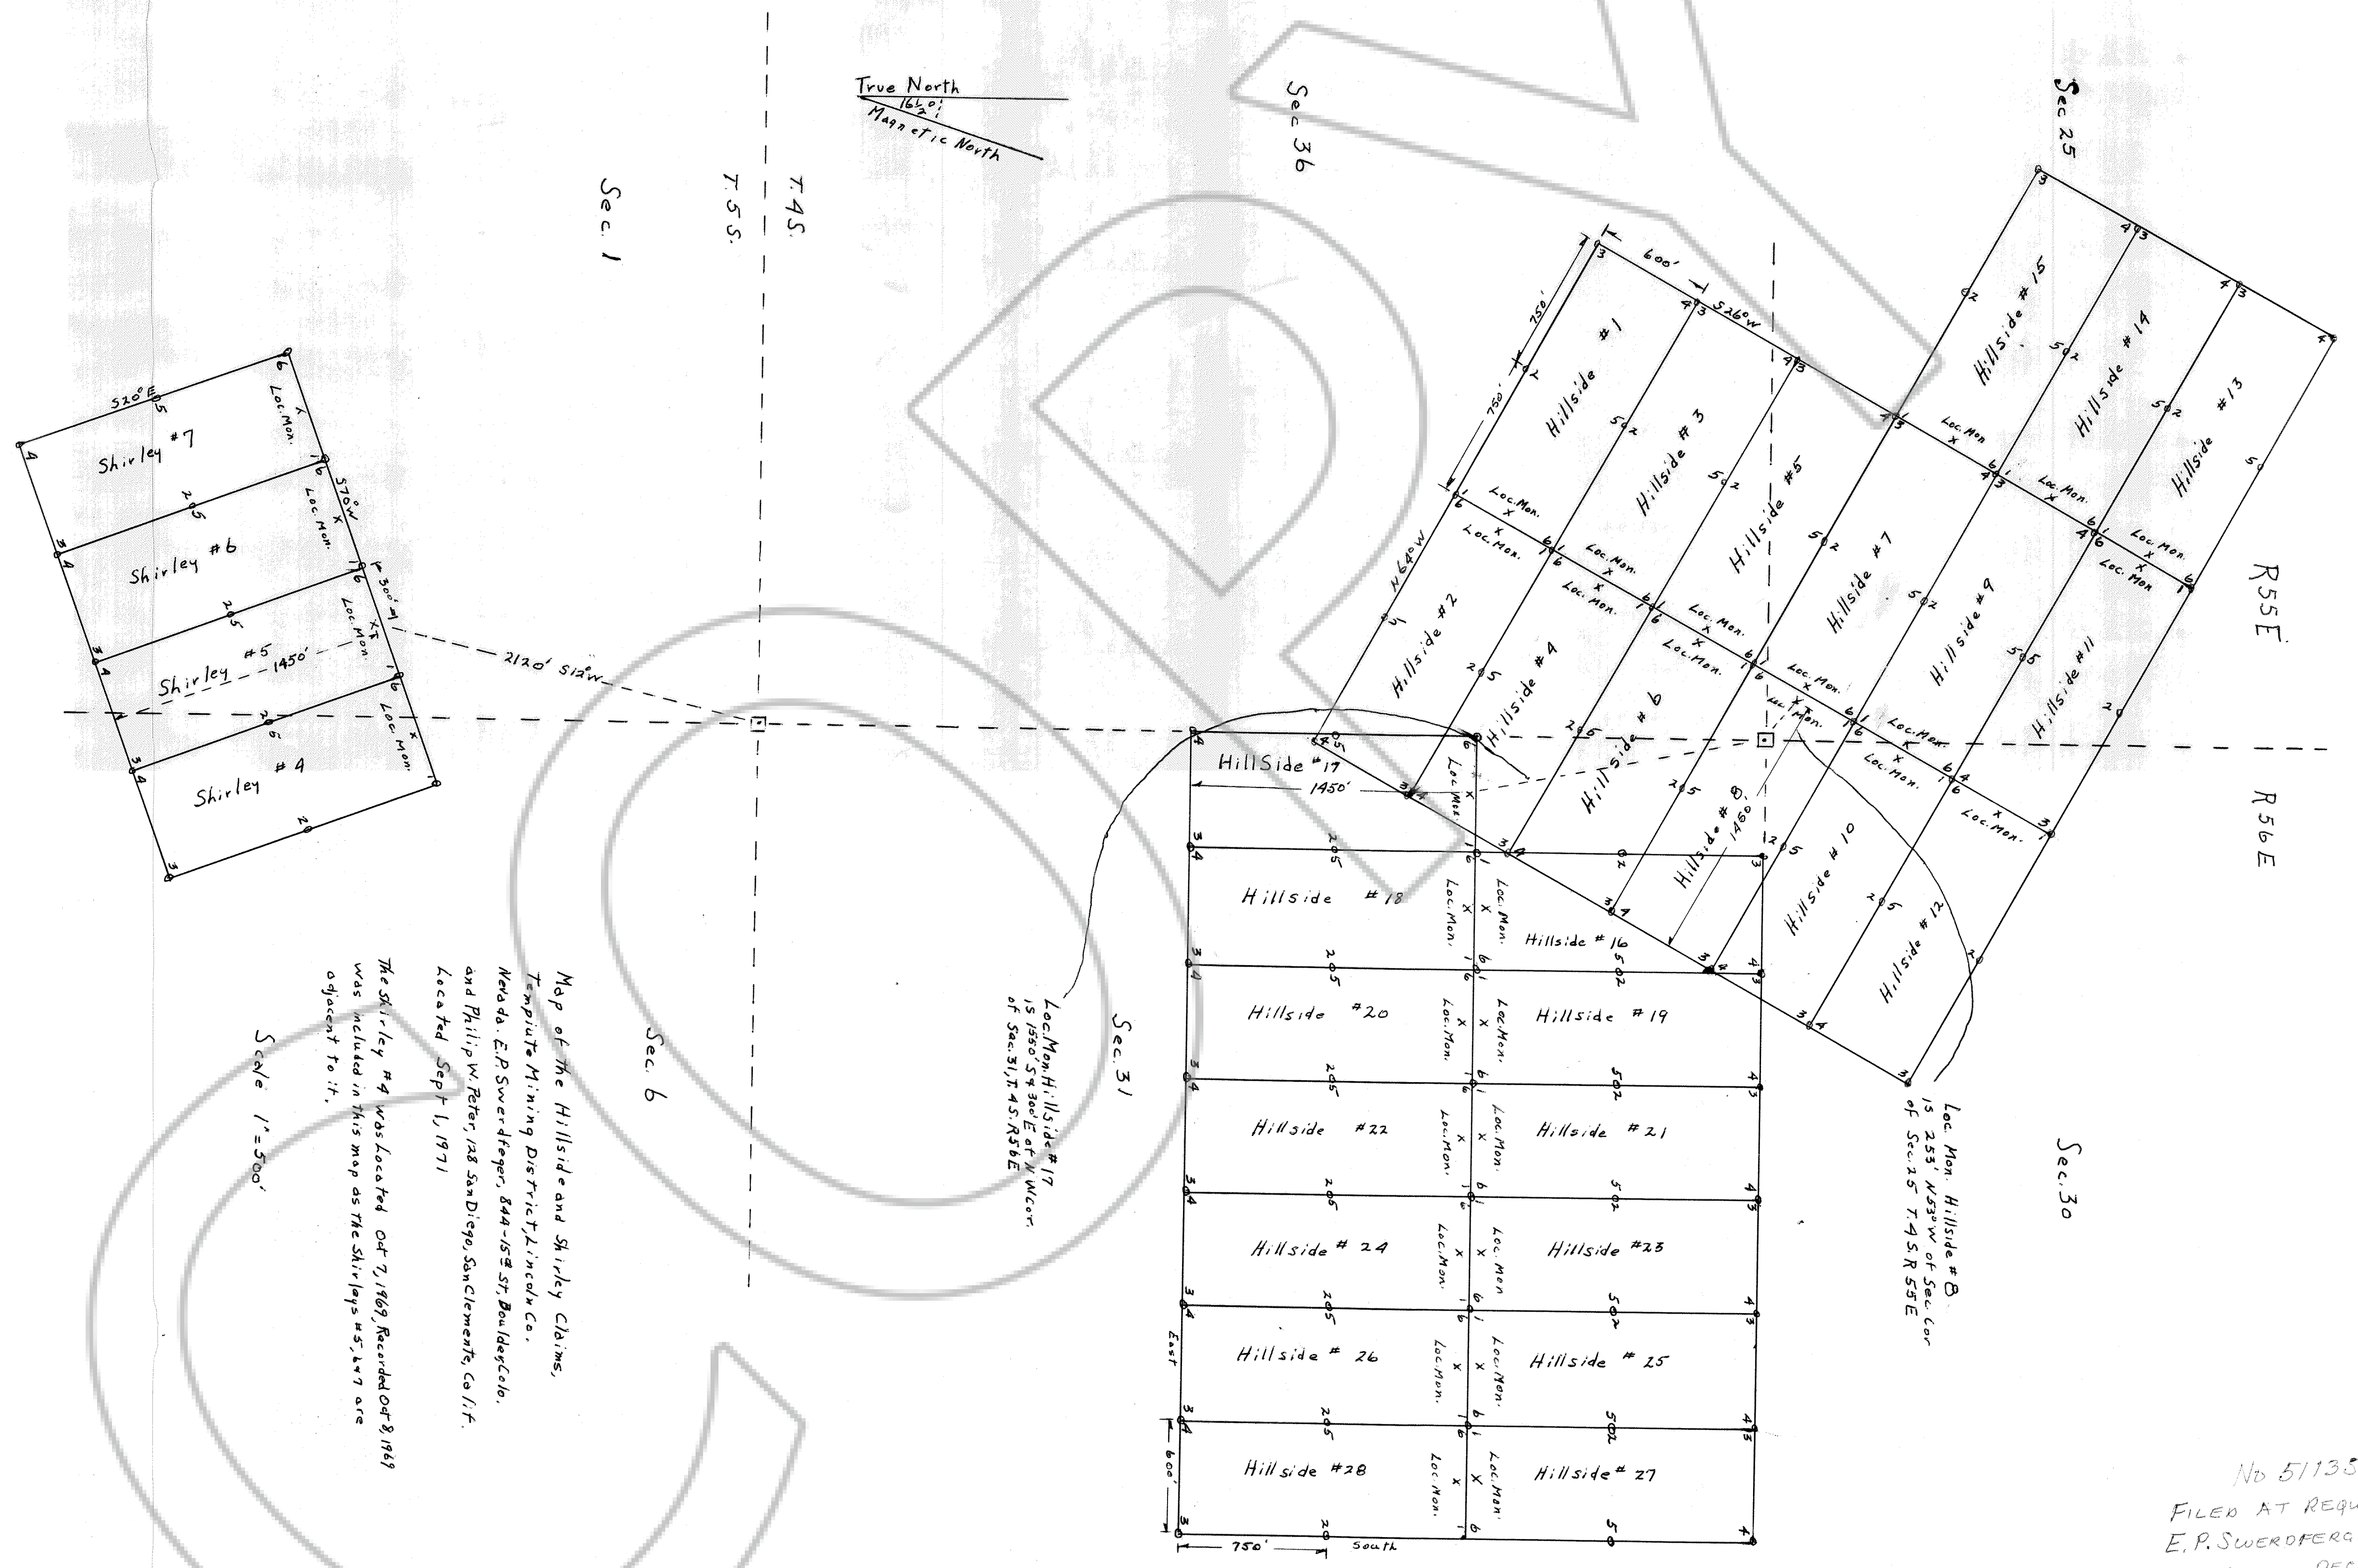 True North
16½°
Magnetic North
Sec 36
Sec 25
T.4S.
T.5S.
Sec. 1
R55E
R56E
Sec. 30
Sec. 31
Sec. 6
600'
S26°W
750'
750'
N64°W
Hillside #1
Hillside #2
Hillside #3
Hillside #4
Hillside #5
Hillside #6
Hillside #7
Hillside #8
1450'
Hillside #9
Hillside #10
Hillside #11
Hillside #12
Hillside #13
Hillside #14
Hillside #15
Loc. Mon.
HillSide #17
1450'
Hillside #16
Hillside #18
Hillside #19
Hillside #20
Hillside #21
Hillside #22
Hillside #23
Hillside #24
Hillside #25
Hillside #26
Hillside #27
Hillside #28
East
600'
750'
South
S20°E
Shirley #7
S70°W
Shirley #6
300'
Shirley #5
1450'
Shirley #4
2120' S12°W
Loc. Mon. Hillside #17
is 1550' S4°30'E of NWCor.
of Sec.31, T.4S.R56E
Loc. Mon. Hillside #8
is 253' N53°W of Sec. Cor
of Sec. 25 T.4S.R 55E
Map of the Hillside and Shirley Claims,
Tempiute Mining District, Lincoln Co.
Nevada. E.P. Swerdfeger, 844-15th St, Boulder, Colo.
and Philip W. Peter, 128 San Diego, San Clemente, Calif.
Located Sept 1, 1971
The Shirley #4 was Located Oct 7, 1969, Recorded Oct 8, 1969
was included in this map as the Shirleys #5, 6 & 7 are
adjacent to it.
Scale 1"=500'
No 51135
FILED AT REQU
E.P. SWERDFERG
COPY